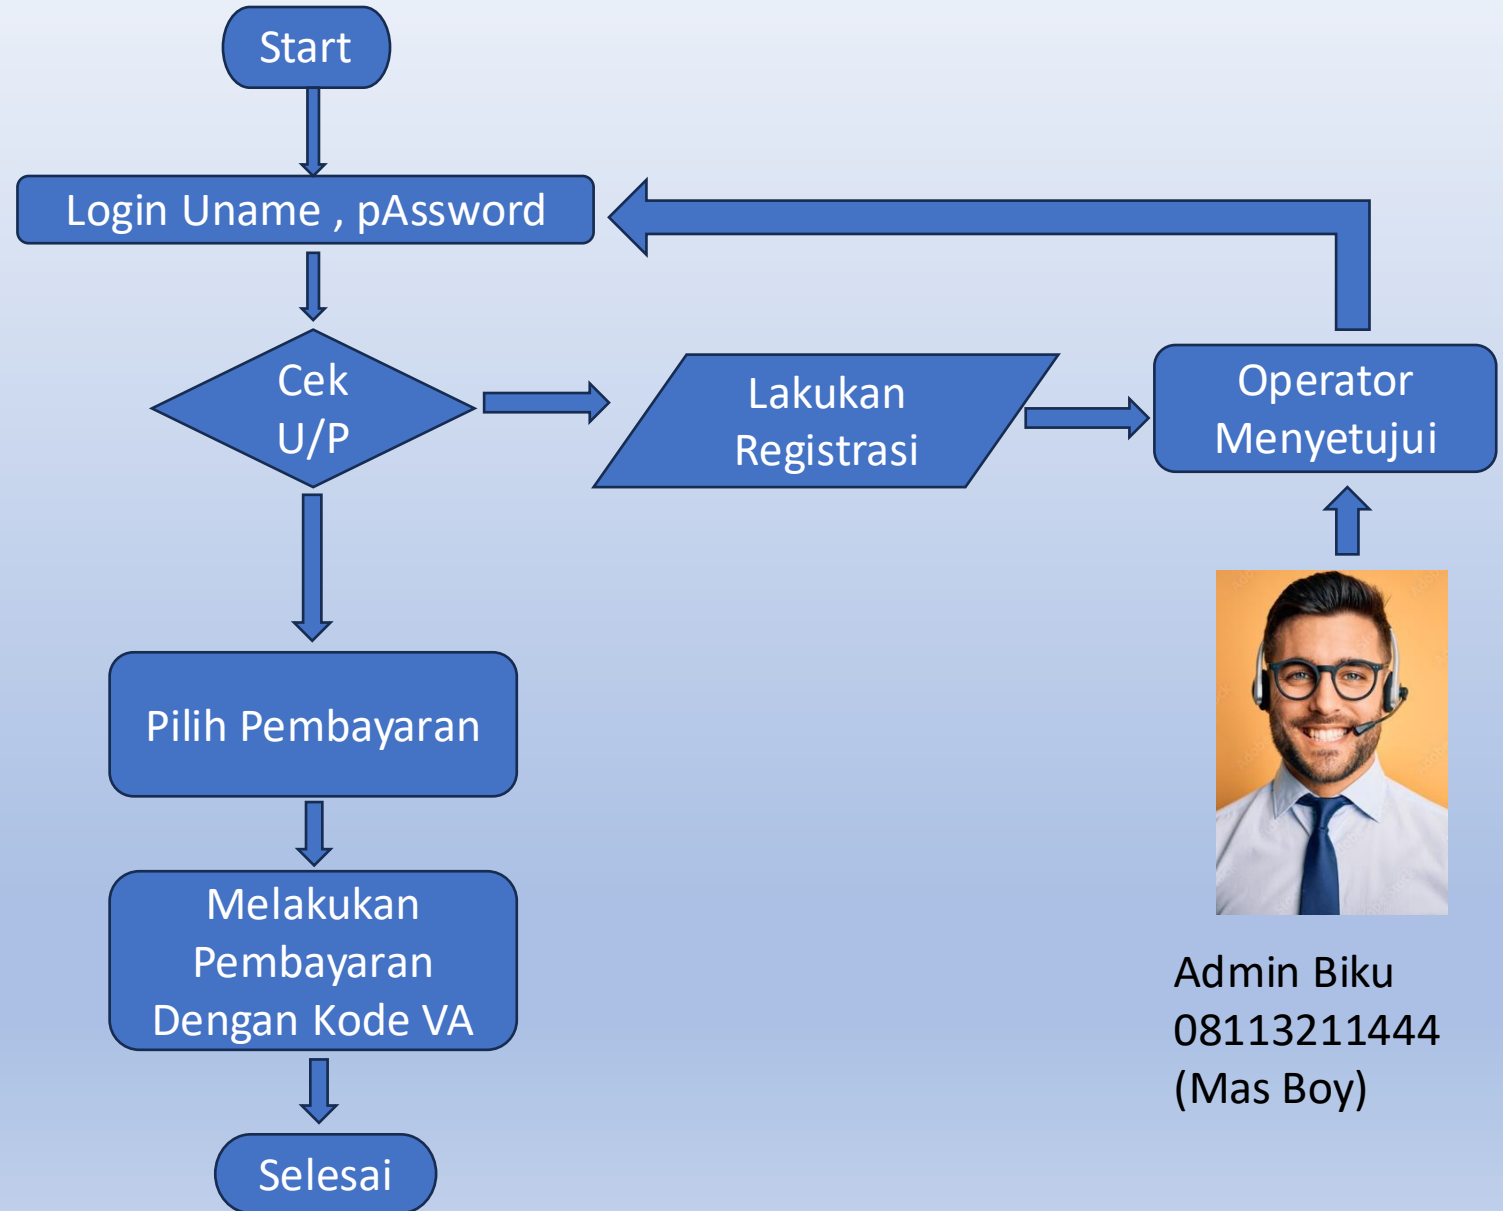 Start
Login Uname , pAssword
Cek
U/P
Lakukan
Registrasi
Operator
Menyetujui
Pilih Pembayaran
Melakukan
Pembayaran
Dengan Kode VA
Selesai
Admin Biku
08113211444
(Mas Boy)